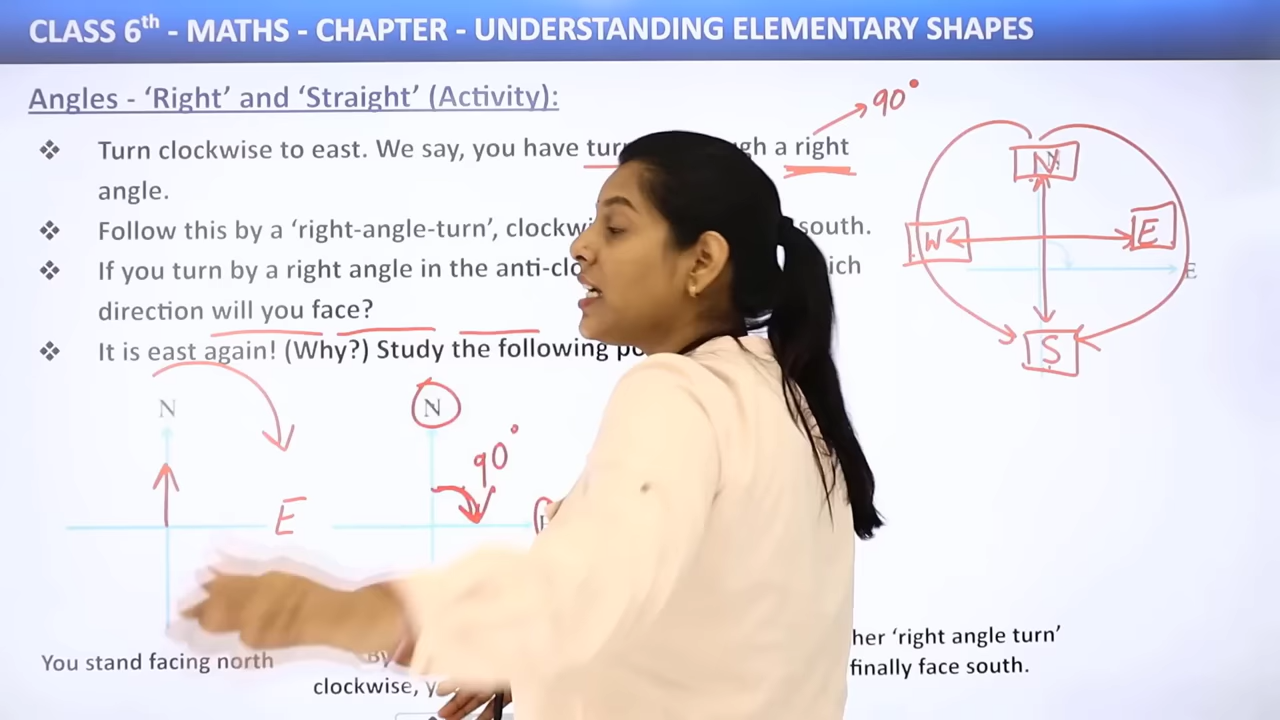 CLASS 6th - MATHS - CHAPTER - UNDERSTANDING ELEMENTARY SHAPES
Angles - 'Right' and 'Straight' (Activity):
90°
❖ Turn clockwise to east. We say, you have tur gh a right
angle.
❖ Follow this by a 'right-angle-turn', clockwi south.
❖ If you turn by a right angle in the anti-clo ich
direction will you face?
❖ It is east again! (Why?) Study the following po
N
W E
E
S
N N
90°
E
You stand facing north
By
clockwise, y
her 'right angle turn'
finally face south.